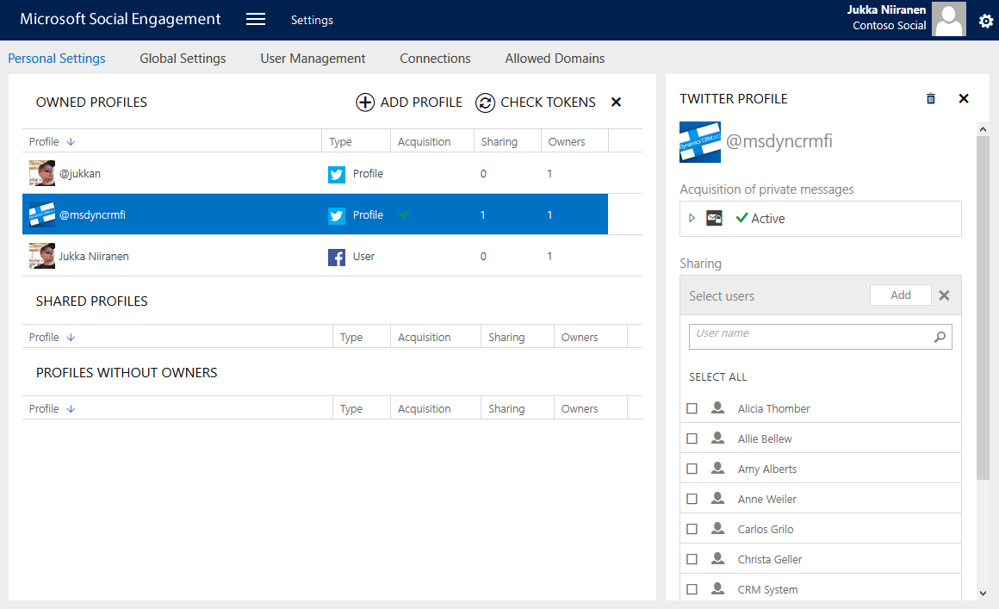 Microsoft Social Engagement Settings
Jukka Niiranen
Contoso Social
Personal Settings Global Settings User Management Connections Allowed Domains
OWNED PROFILES ADD PROFILE CHECK TOKENS
Profile Type Acquisition Sharing Owners
@jukkan Profile 0 1
@msdyncrmfi Profile 1 1
Jukka Niiranen User 0 1
SHARED PROFILES
Profile Type Acquisition Sharing Owners
PROFILES WITHOUT OWNERS
Profile Type Acquisition Sharing Owners
TWITTER PROFILE
@msdyncrmfi
Acquisition of private messages
Active
Sharing
Select users Add
User name
SELECT ALL
Alicia Thomber
Allie Bellew
Amy Alberts
Anne Weiler
Carlos Grilo
Christa Geller
CRM System